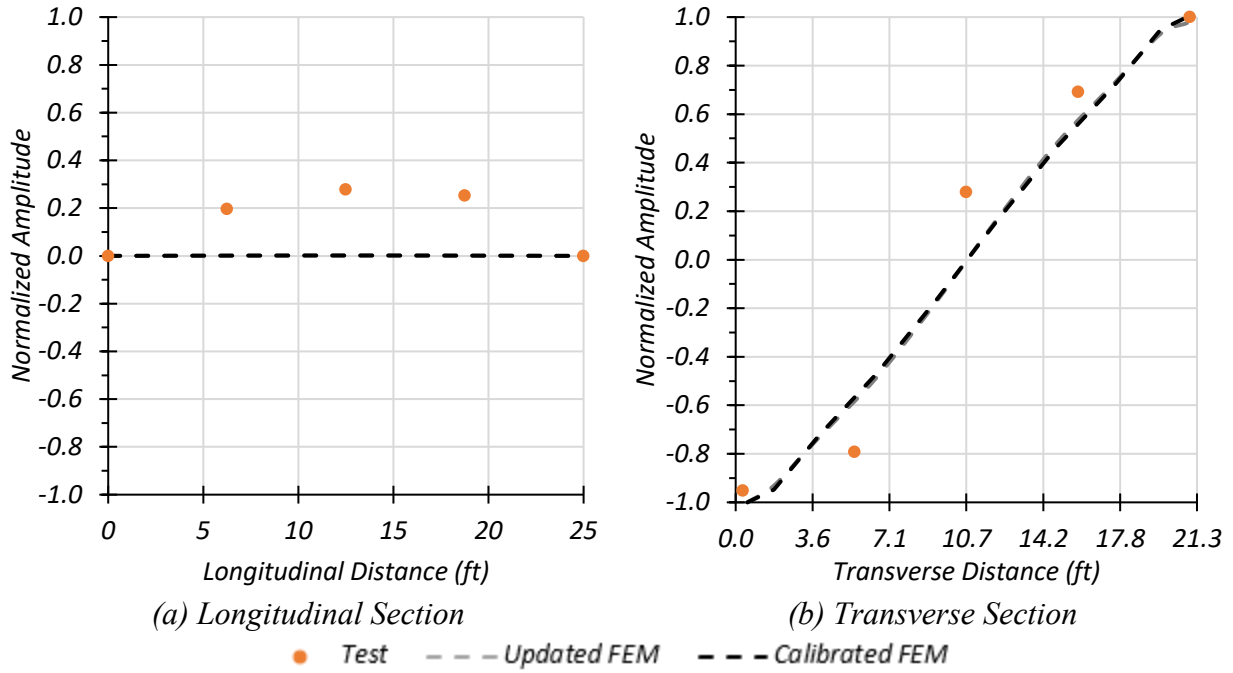 1.0
0.8
0.6
0.4
0.2
0.0
-0.2
-0.4
-0.6
-0.8
-1.0
Normalized Amplitude
0 5 10 15 20 25
Longitudinal Distance (ft)
(a) Longitudinal Section
1.0
0.8
0.6
0.4
0.2
0.0
-0.2
-0.4
-0.6
-0.8
-1.0
Normalized Amplitude
0.0 3.6 7.1 10.7 14.2 17.8 21.3
Transverse Distance (ft)
(b) Transverse Section
Test Updated FEM Calibrated FEM